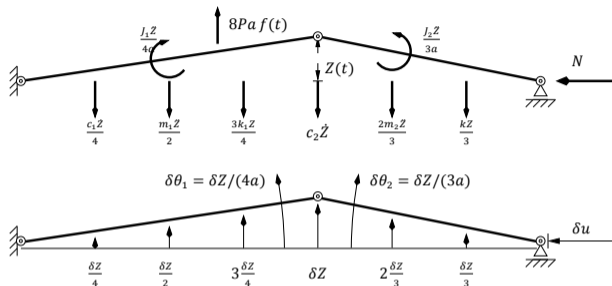 8Paf(t)
J₁Z̈/4a J₂Z̈/3a
Z(t) N
c₁Ż/4 m₁Z̈/2 3k₁Z/4 c₂Ż 2m₂Z̈/3 kZ/3
δθ₁ = δZ/(4a) δθ₂ = δZ/(3a)
δu
δZ/4 δZ/2 3 δZ/4 δZ 2 δZ/3 δZ/3